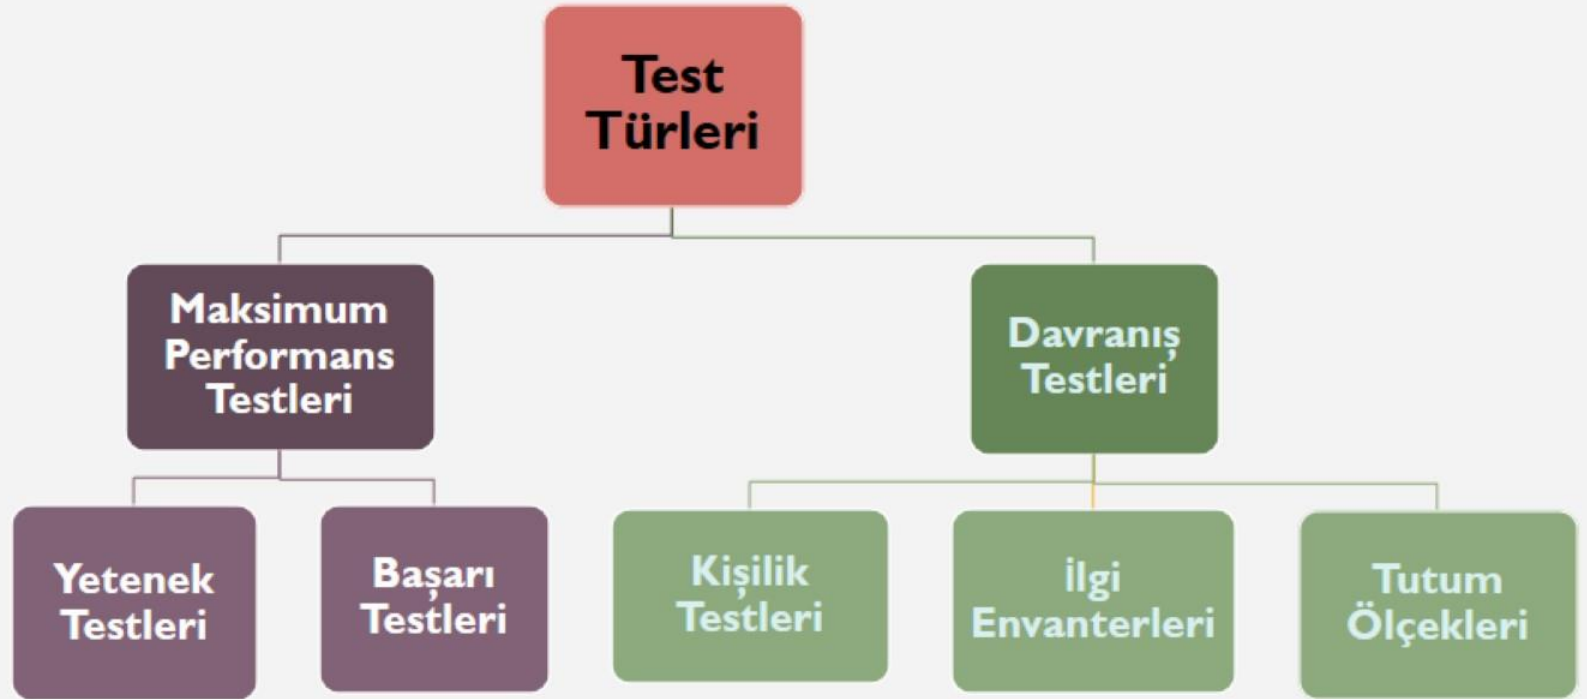 Test
Türleri
Maksimum
Performans
Testleri
Davranış
Testleri
Yetenek
Testleri
Başarı
Testleri
Kişilik
Testleri
İlgi
Envanterleri
Tutum
Ölçekleri